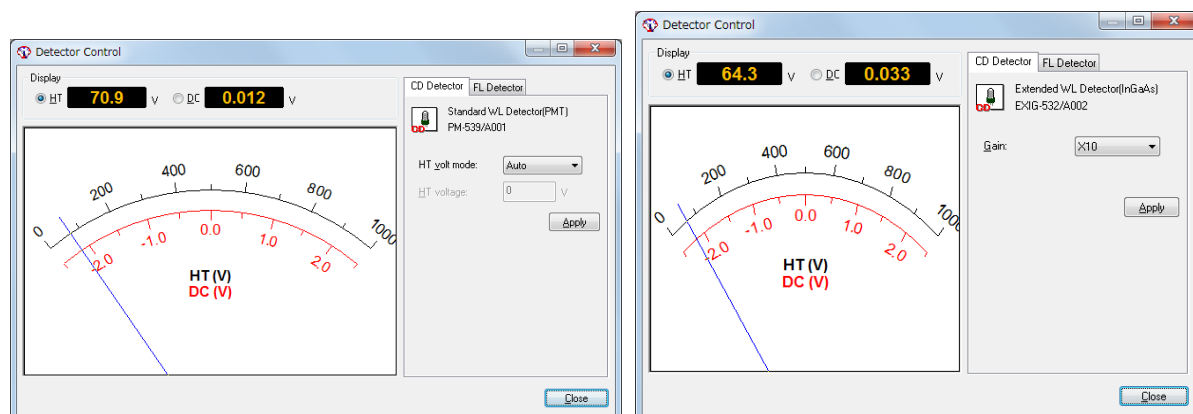 Detector Control
Display
HT 70.9 V DC 0.012 V
0 200 400 600 800 1000
-2.0 -1.0 0.0 1.0 2.0
HT (V)
DC (V)
CD Detector FL Detector
CD
Standard WL Detector(PMT)
PM-539/A001
HT volt mode: Auto
HT voltage: 0 V
Apply
Close
Detector Control
Display
HT 64.3 V DC 0.033 V
0 200 400 600 800 1000
-2.0 -1.0 0.0 1.0 2.0
HT (V)
DC (V)
CD Detector FL Detector
CD
Extended WL Detector(InGaAs)
EXIG-532/A002
Gain: X10
Apply
Close